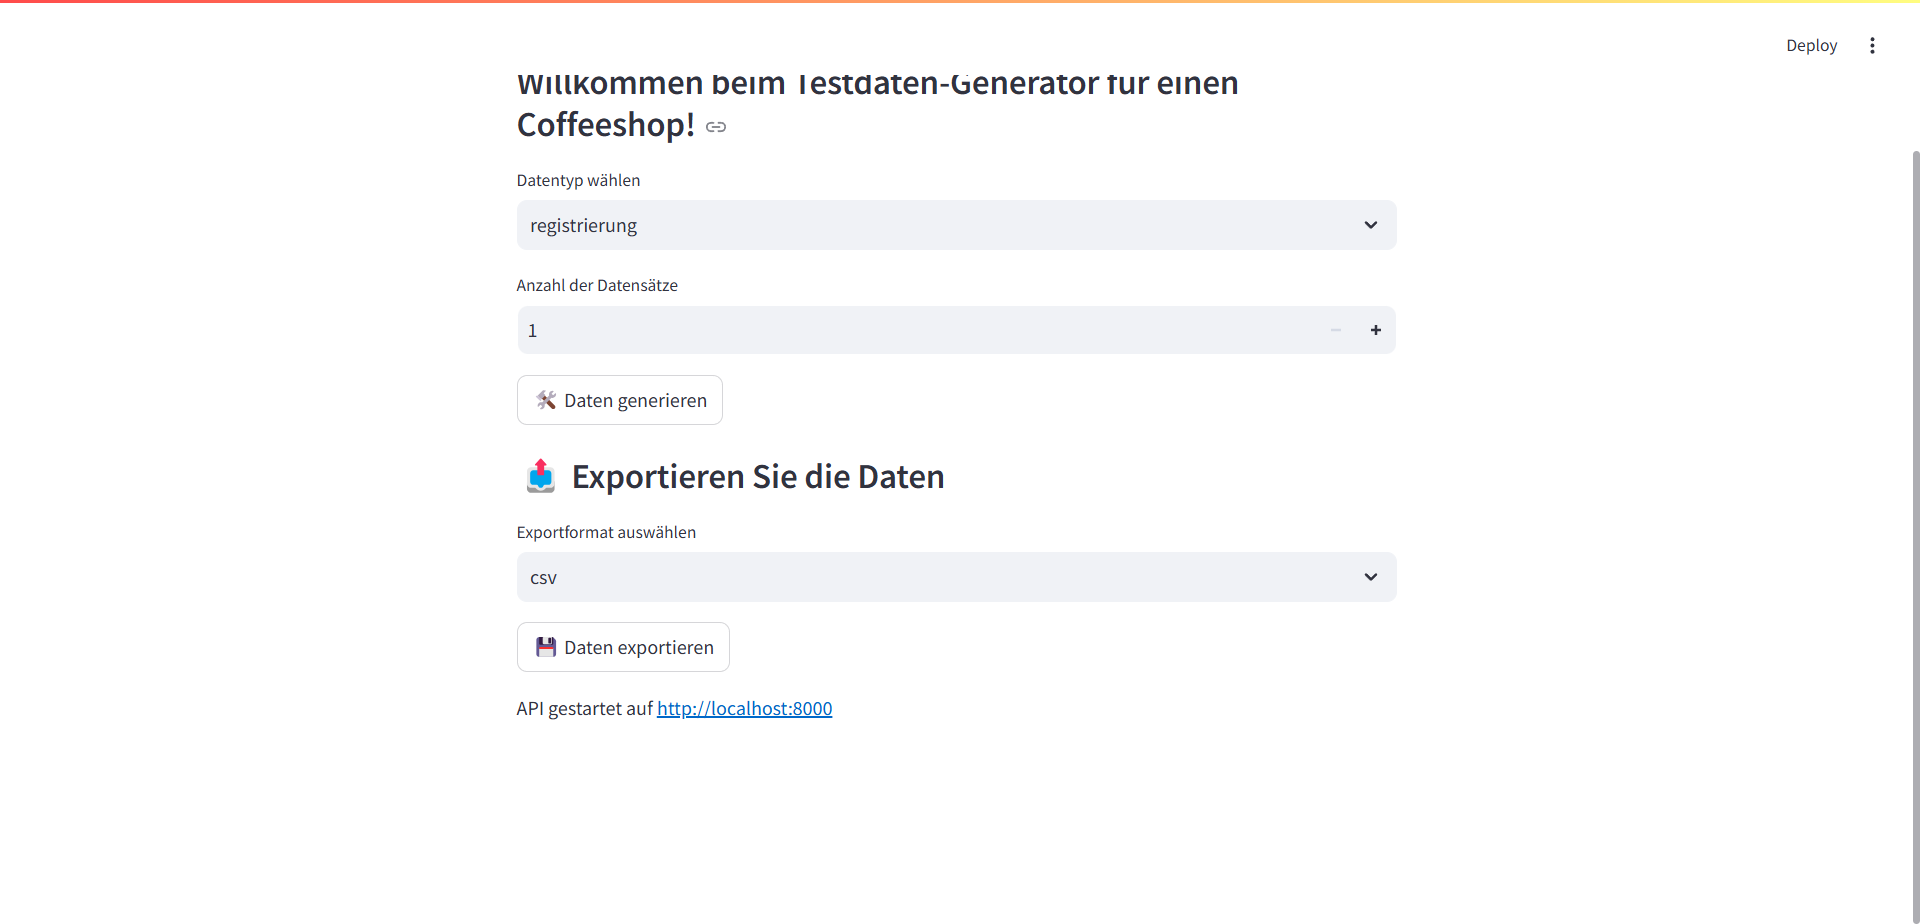 Deploy
Willkommen beim Testdaten-Generator für einen
Coffeeshop!
Datentyp wählen
registrierung
Anzahl der Datensätze
1
Daten generieren
Exportieren Sie die Daten
Exportformat auswählen
csv
Daten exportieren
API gestartet auf http://localhost:8000